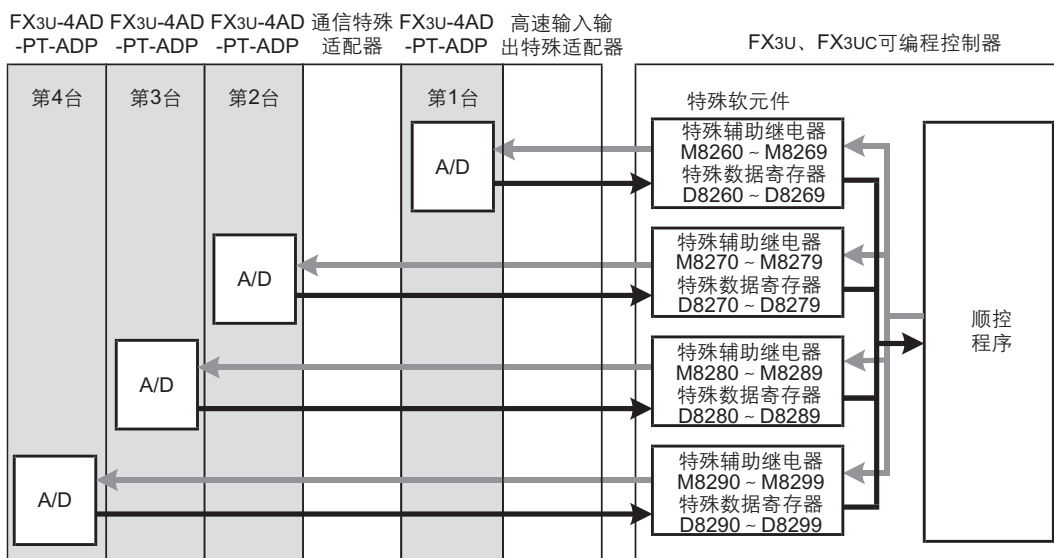 FX3U-4AD
-PT-ADP
FX3U-4AD
-PT-ADP
FX3U-4AD
-PT-ADP
通信特殊
适配器
FX3U-4AD
-PT-ADP
高速输入输
出特殊适配器
FX3U、FX3UC可编程控制器
第4台
第3台
第2台
第1台
特殊软元件
A/D
特殊辅助继电器
M8260 ~ M8269
特殊数据寄存器
D8260 ~ D8269
A/D
特殊辅助继电器
M8270 ~ M8279
特殊数据寄存器
D8270 ~ D8279
顺控
程序
A/D
特殊辅助继电器
M8280 ~ M8289
特殊数据寄存器
D8280 ~ D8289
A/D
特殊辅助继电器
M8290 ~ M8299
特殊数据寄存器
D8290 ~ D8299